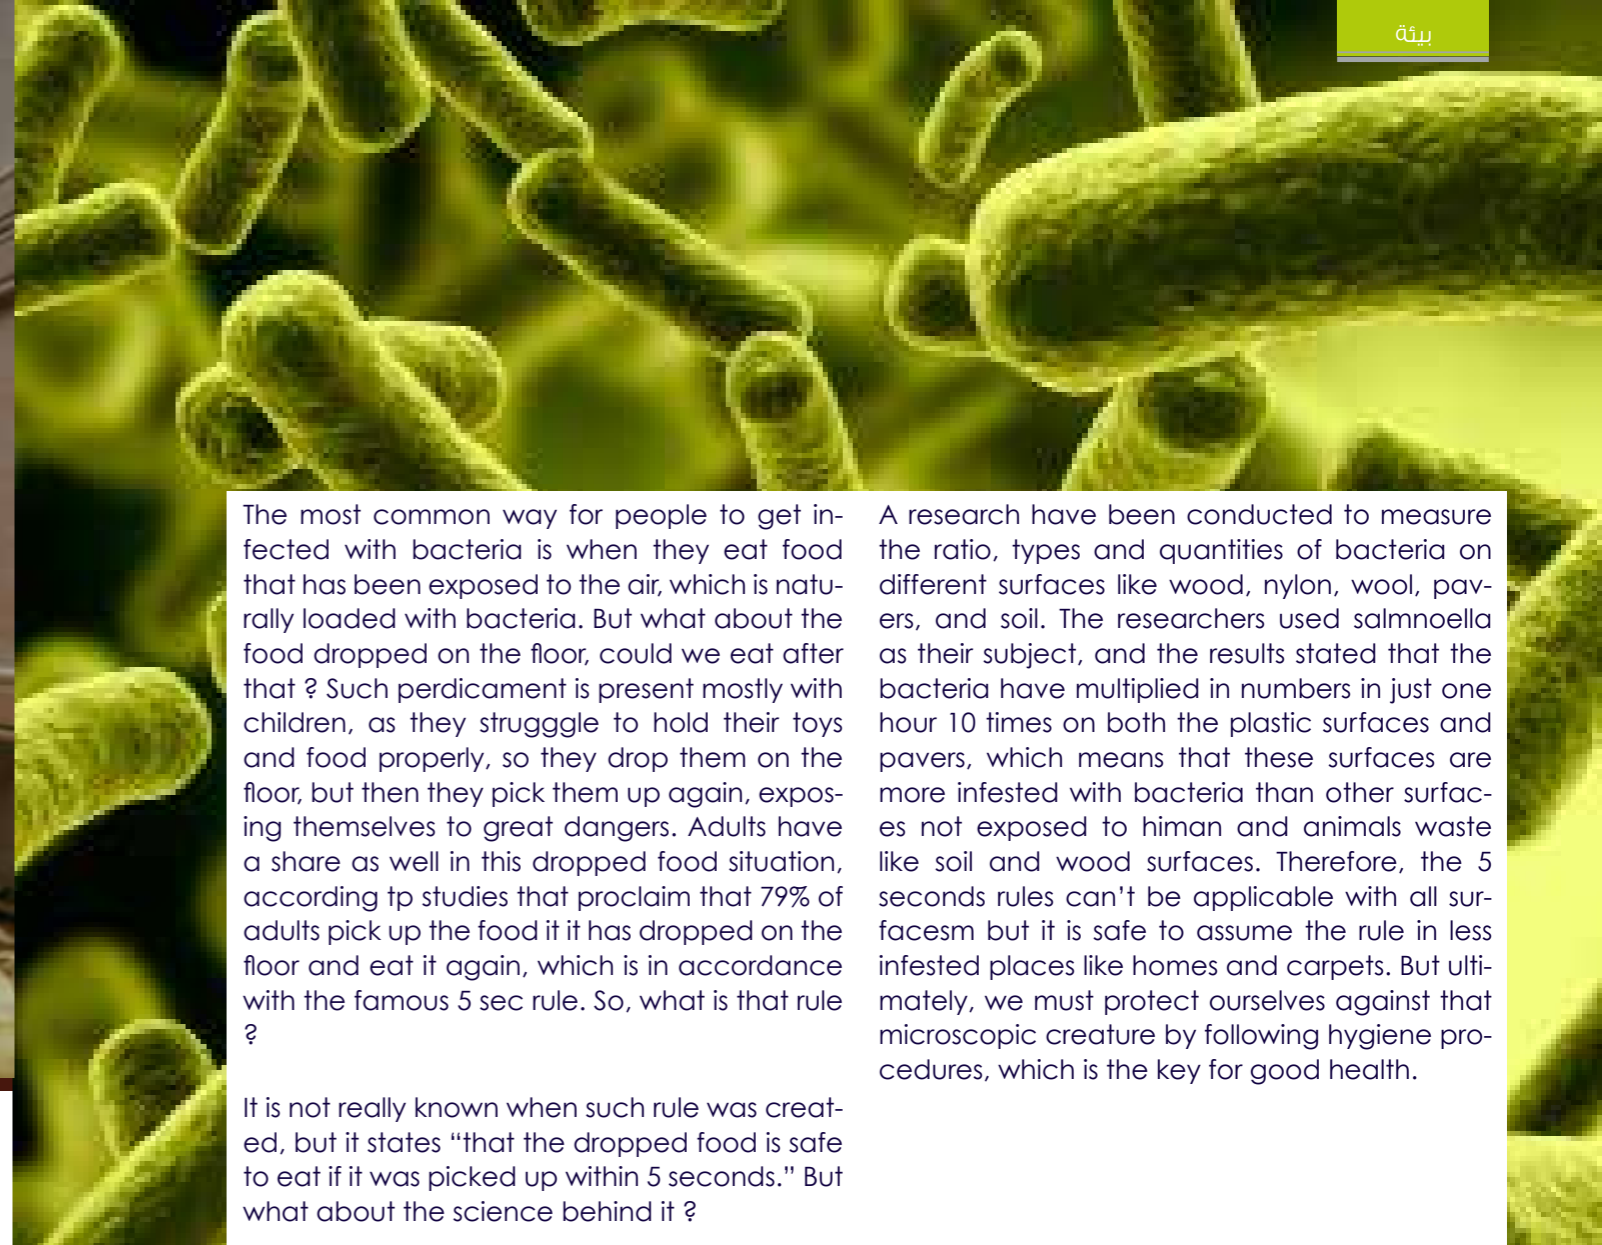 بيئة
The most common way for people to get in-
fected with bacteria is when they eat food
that has been exposed to the air, which is natu-
rally loaded with bacteria. But what about the
food dropped on the floor, could we eat after
that ? Such perdicament is present mostly with
children, as they strugggle to hold their toys
and food properly, so they drop them on the
floor, but then they pick them up again, expos-
ing themselves to great dangers. Adults have
a share as well in this dropped food situation,
according tp studies that proclaim that 79% of
adults pick up the food it it has dropped on the
floor and eat it again, which is in accordance
with the famous 5 sec rule. So, what is that rule
?
It is not really known when such rule was creat-
ed, but it states “that the dropped food is safe
to eat if it was picked up within 5 seconds.” But
what about the science behind it ?
A research have been conducted to measure
the ratio, types and quantities of bacteria on
different surfaces like wood, nylon, wool, pav-
ers, and soil. The researchers used salmnoella
as their subject, and the results stated that the
bacteria have multiplied in numbers in just one
hour 10 times on both the plastic surfaces and
pavers, which means that these surfaces are
more infested with bacteria than other surfac-
es not exposed to himan and animals waste
like soil and wood surfaces. Therefore, the 5
seconds rules can’t be applicable with all sur-
facesm but it is safe to assume the rule in less
infested places like homes and carpets. But ulti-
mately, we must protect ourselves against that
microscopic creature by following hygiene pro-
cedures, which is the key for good health.